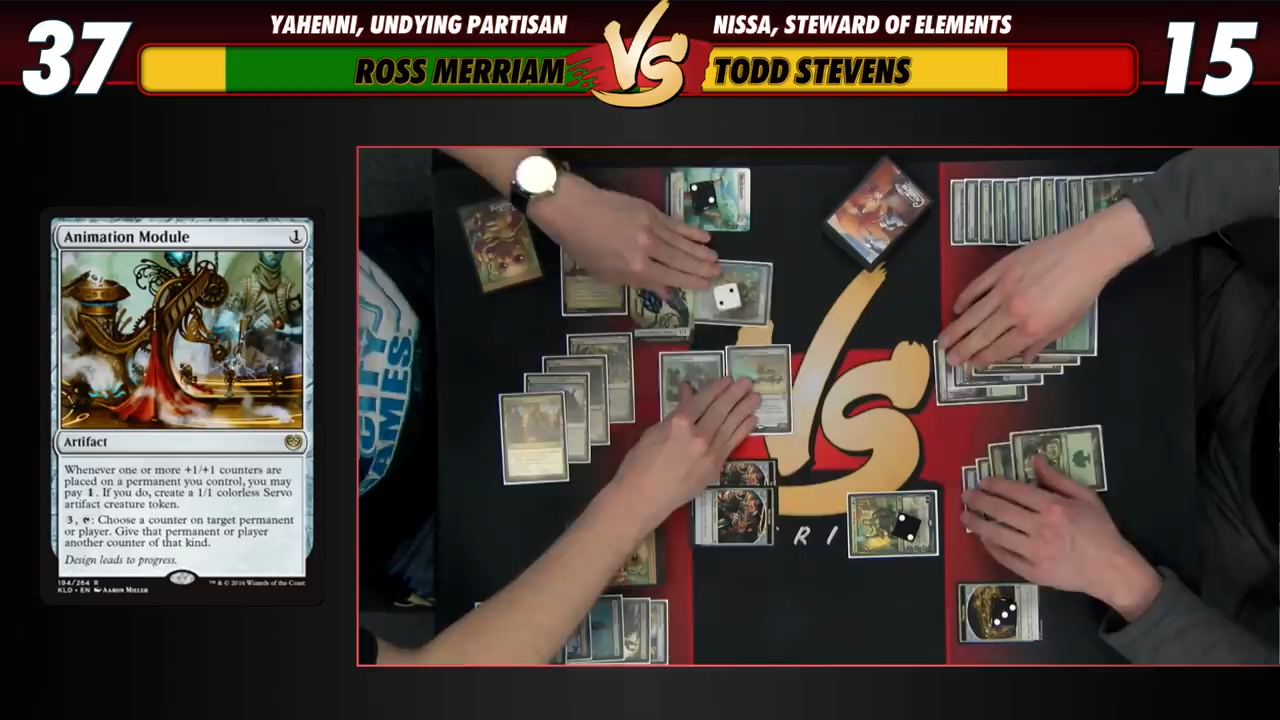 37
YAHENNI, UNDYING PARTISAN
NISSA, STEWARD OF ELEMENTS
15
ROSS MERRIAM
VS
TODD STEVENS
Animation Module 1
Artifact
Whenever one or more +1/+1 counters are
placed on a permanent you control, you may
pay 1. If you do, create a 1/1 colorless Servo
artifact creature token.
3, T: Choose a counter on target permanent
or player. Give that permanent or player
another counter of that kind.
Design leads to progress.
194/264 R
KLD • EN AARON MILLER
™ & © 2016 Wizards of the Coast
CITY
GAMES.
VS
RI